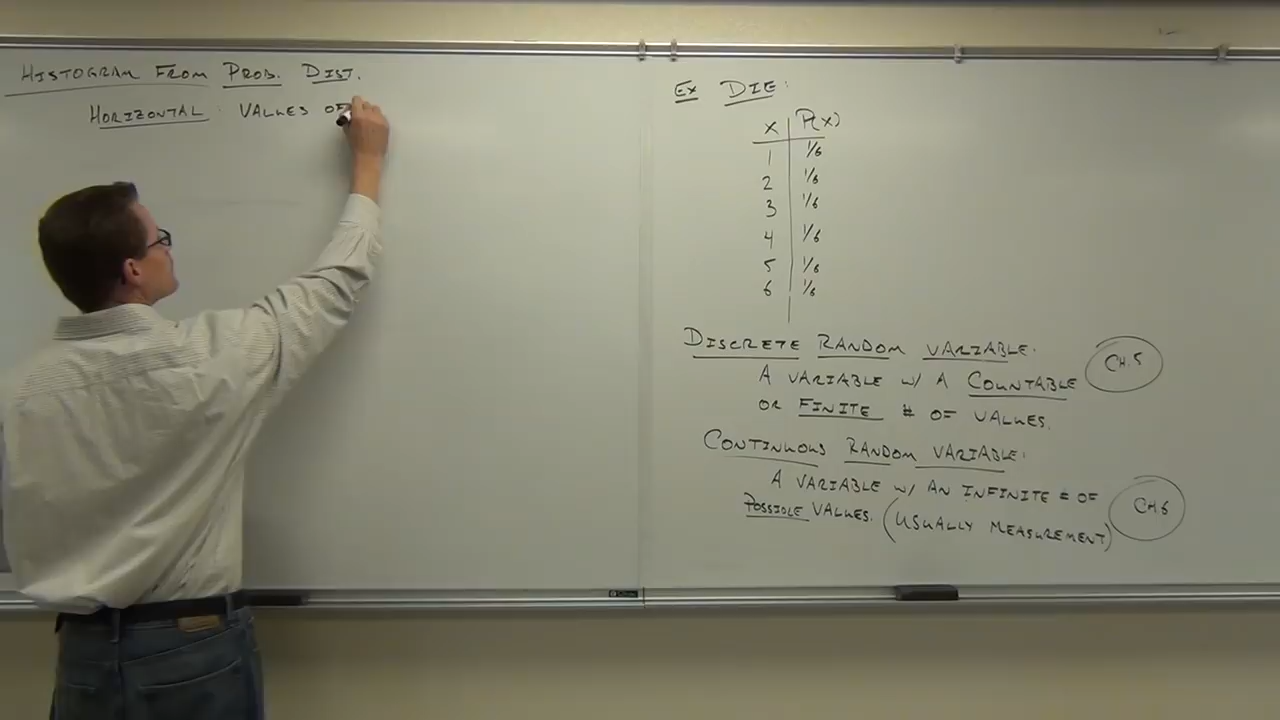 HISTOGRAM FROM PROB. DIST.
HORIZONTAL: VALUES OF
EX DIE:
X P(X)
1 1/6
2 1/6
3 1/6
4 1/6
5 1/6
6 1/6
DISCRETE RANDOM VARIABLE:
A VARIABLE W/ A COUNTABLE
OR FINITE # OF VALUES.
CH.5
CONTINUOUS RANDOM VARIABLE:
A VARIABLE W/ AN INFINITE # OF
POSSIBLE VALUES. (USUALLY MEASUREMENT)
CH.6